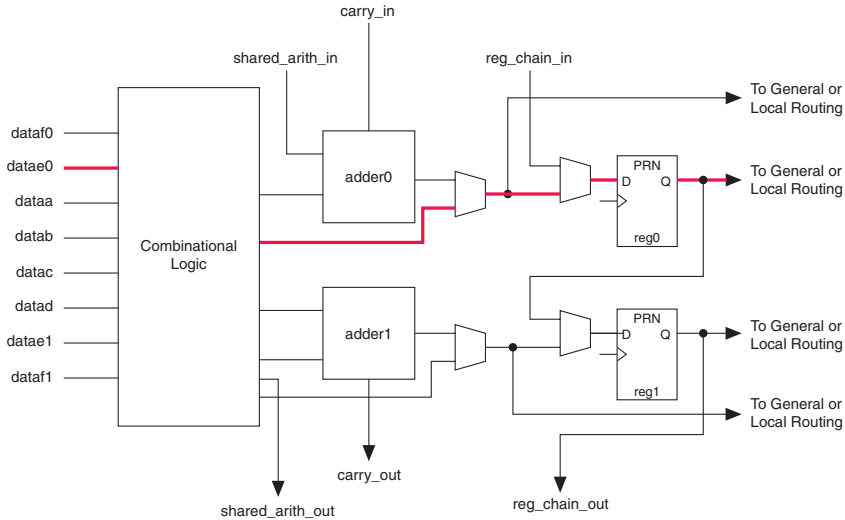 carry_in
shared_arith_in
reg_chain_in
To General or
Local Routing
dataf0
datae0
dataa
datab
datac
datad
datae1
dataf1
Combinational
Logic
adder0
PRN
D Q
reg0
To General or
Local Routing
adder1
PRN
D Q
reg1
To General or
Local Routing
To General or
Local Routing
carry_out
shared_arith_out
reg_chain_out